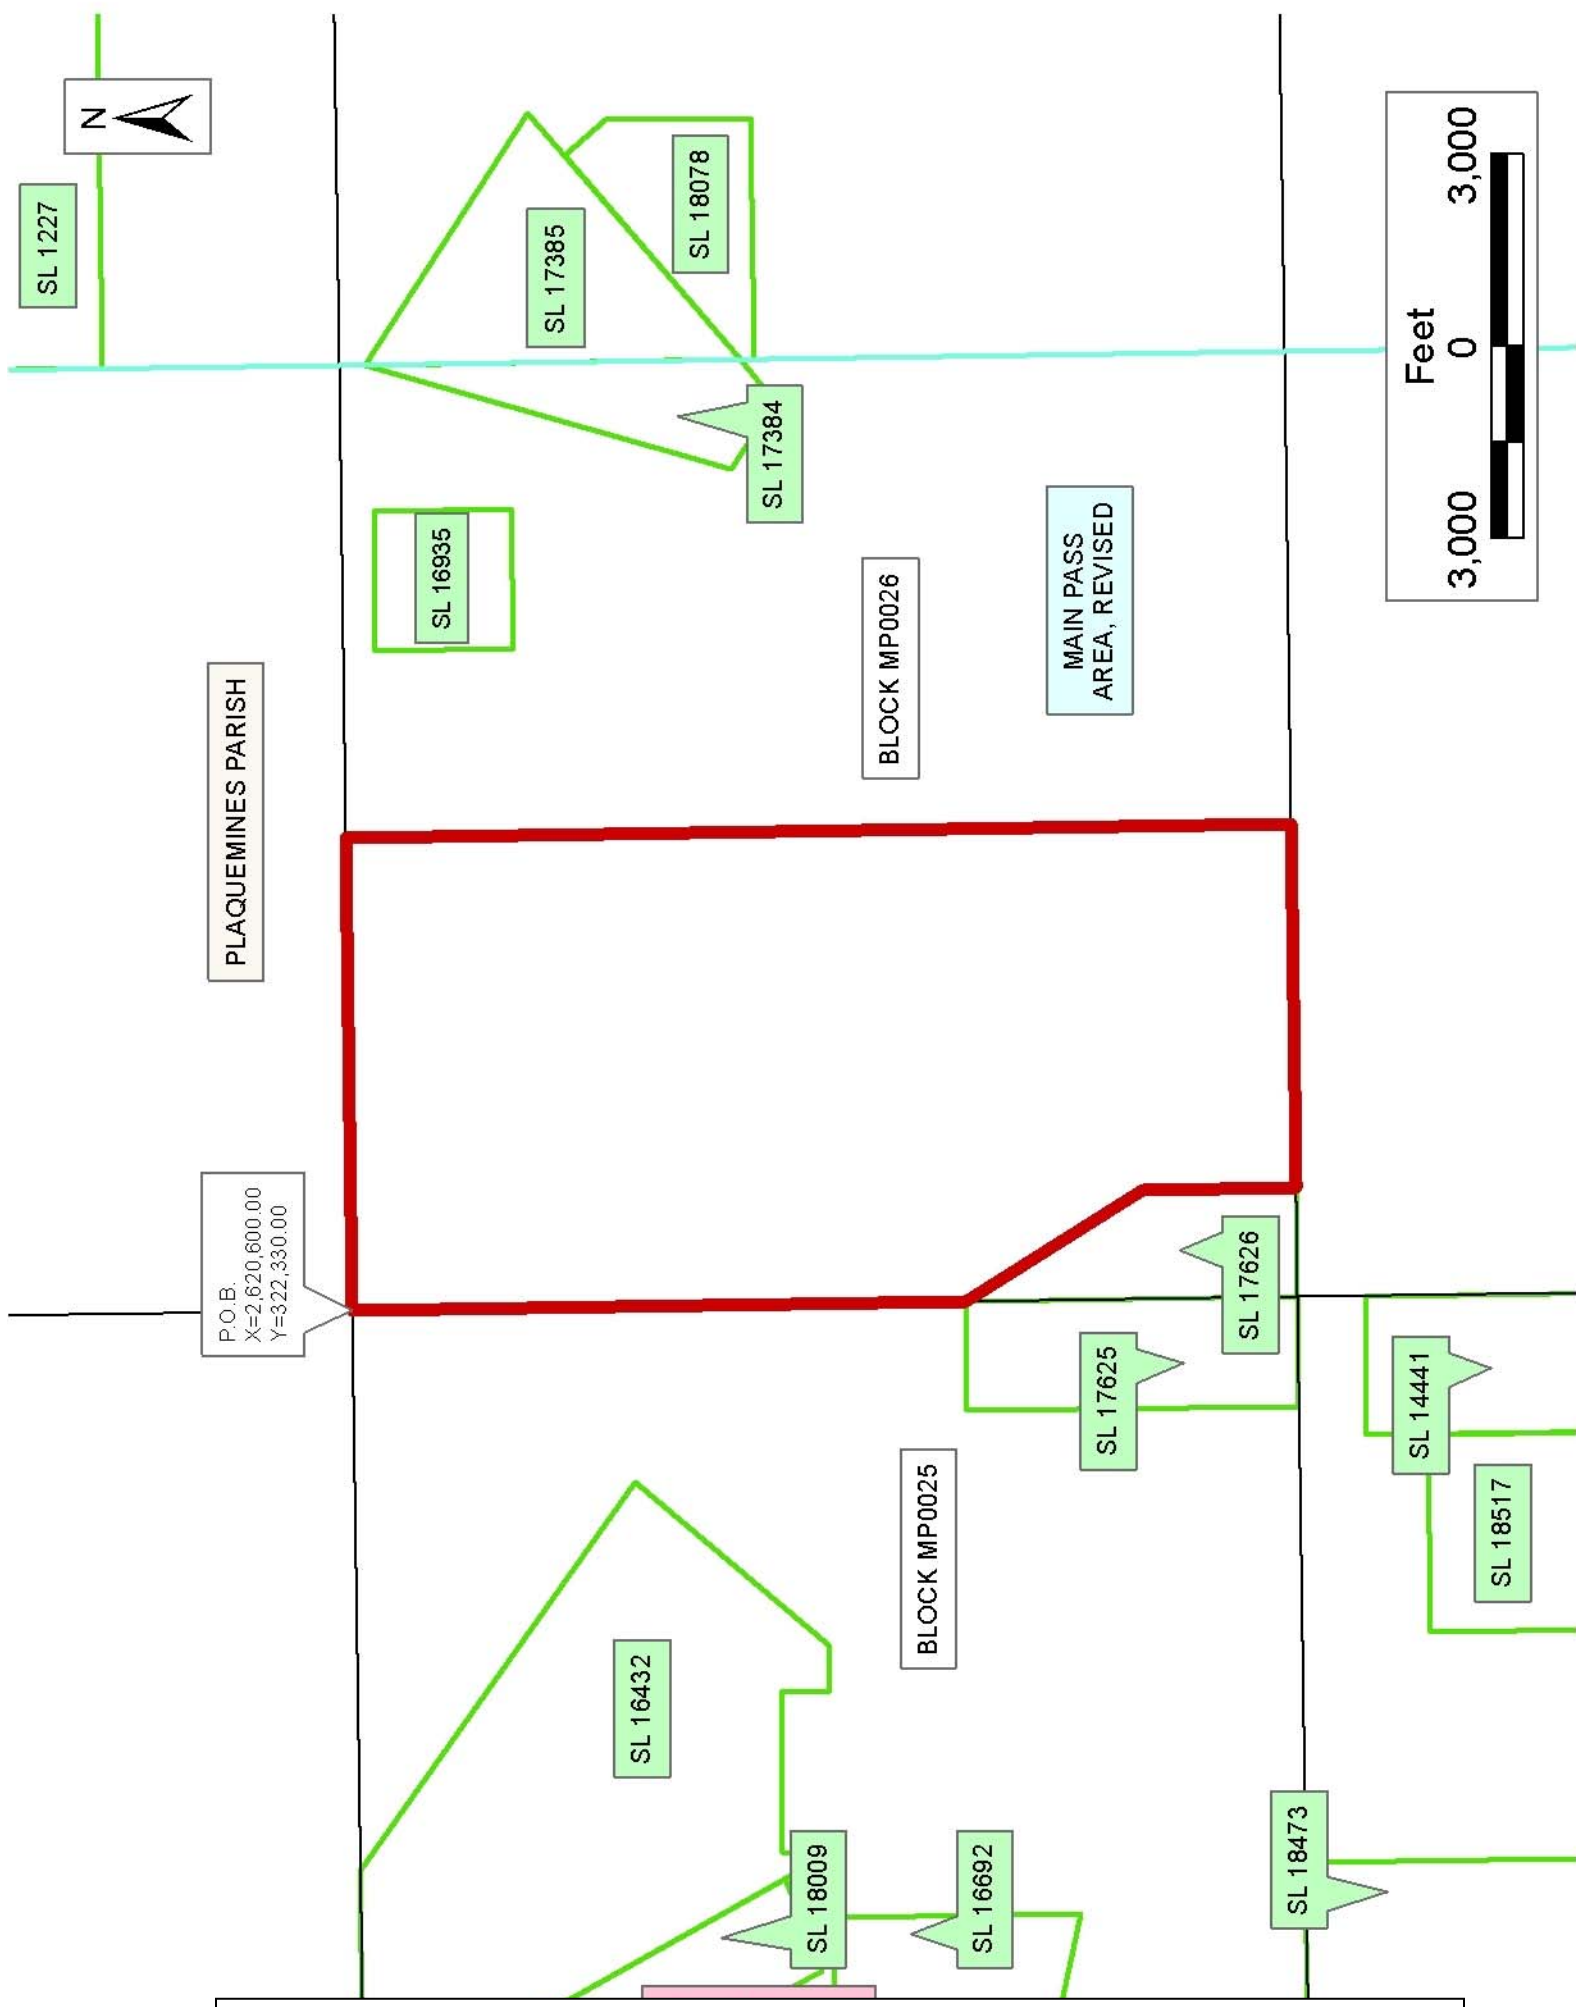 SL 1227
N
PLAQUEMINES PARISH
P.O.B.
X=2,620,600.00
Y=322,330.00
SL 16935
SL 17385
SL 18078
SL 17384
SL 16432
BLOCK MP0026
BLOCK MP0025
SL 18009
SL 16692
MAIN PASS
AREA, REVISED
SL 17625
SL 17626
SL 18473
SL 14441
SL 18517
Feet
3,000 0 3,000